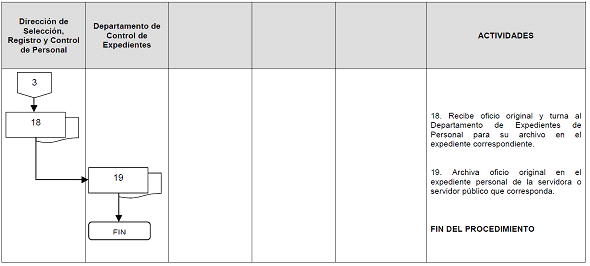 Dirección de
Selección,
Registro y Control
de Personal
Departamento de
Control de
Expedientes
ACTIVIDADES
3
18
18. Recibe oficio original y turna al
Departamento de Expedientes de
Personal para su archivo en el
expediente correspondiente.
19
19. Archiva oficio original en el
expediente personal de la servidora o
servidor público que corresponda.
FIN
FIN DEL PROCEDIMIENTO